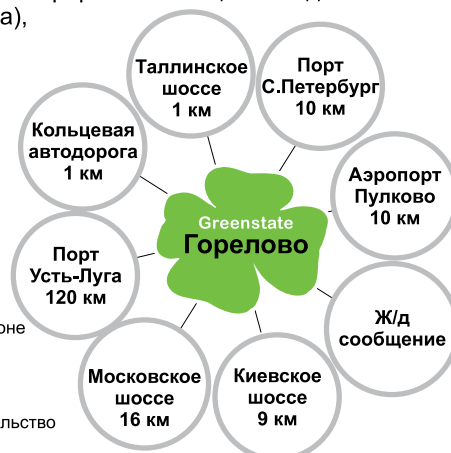 а),
Таллинское
шоссе
1 км
Порт
С.Петербург
10 км
Кольцевая
автодорога
1 км
Аэропорт
Пулково
10 км
Greenstate
Горелово
Порт
Усть-Луга
120 км
Ж/д
сообщение
оне
Московское
шоссе
16 км
Киевское
шоссе
9 км
льство